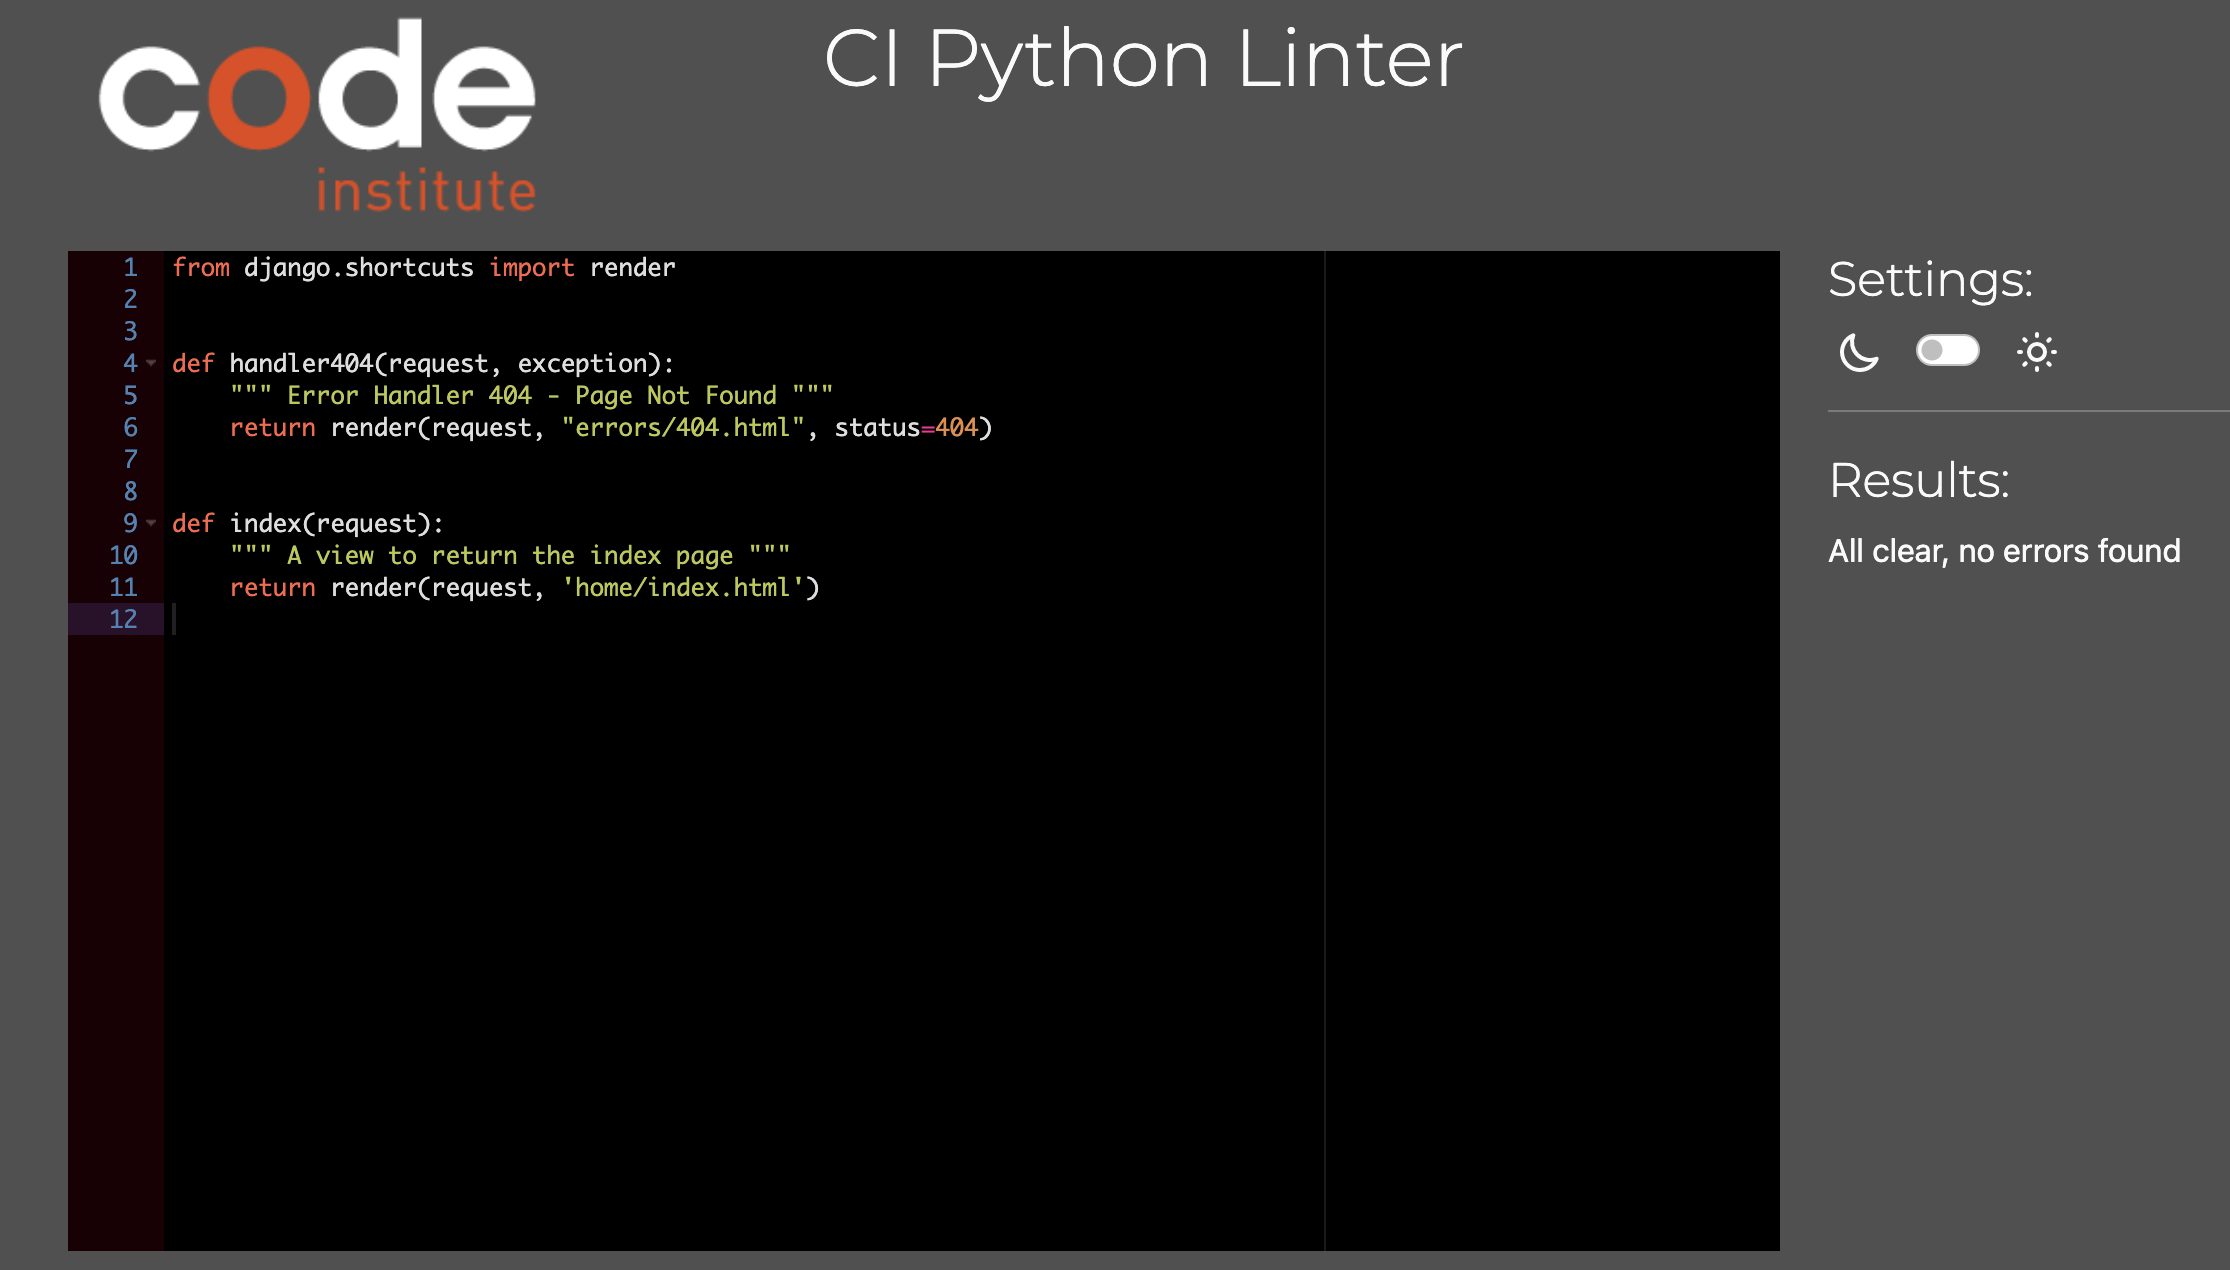 code
institute
CI Python Linter
1 from django.shortcuts import render
2
3
4 def handler404(request, exception):
5     """ Error Handler 404 - Page Not Found """
6     return render(request, "errors/404.html", status=404)
7
8
9 def index(request):
10     """ A view to return the index page """
11     return render(request, 'home/index.html')
12
Settings:
Results:
All clear, no errors found